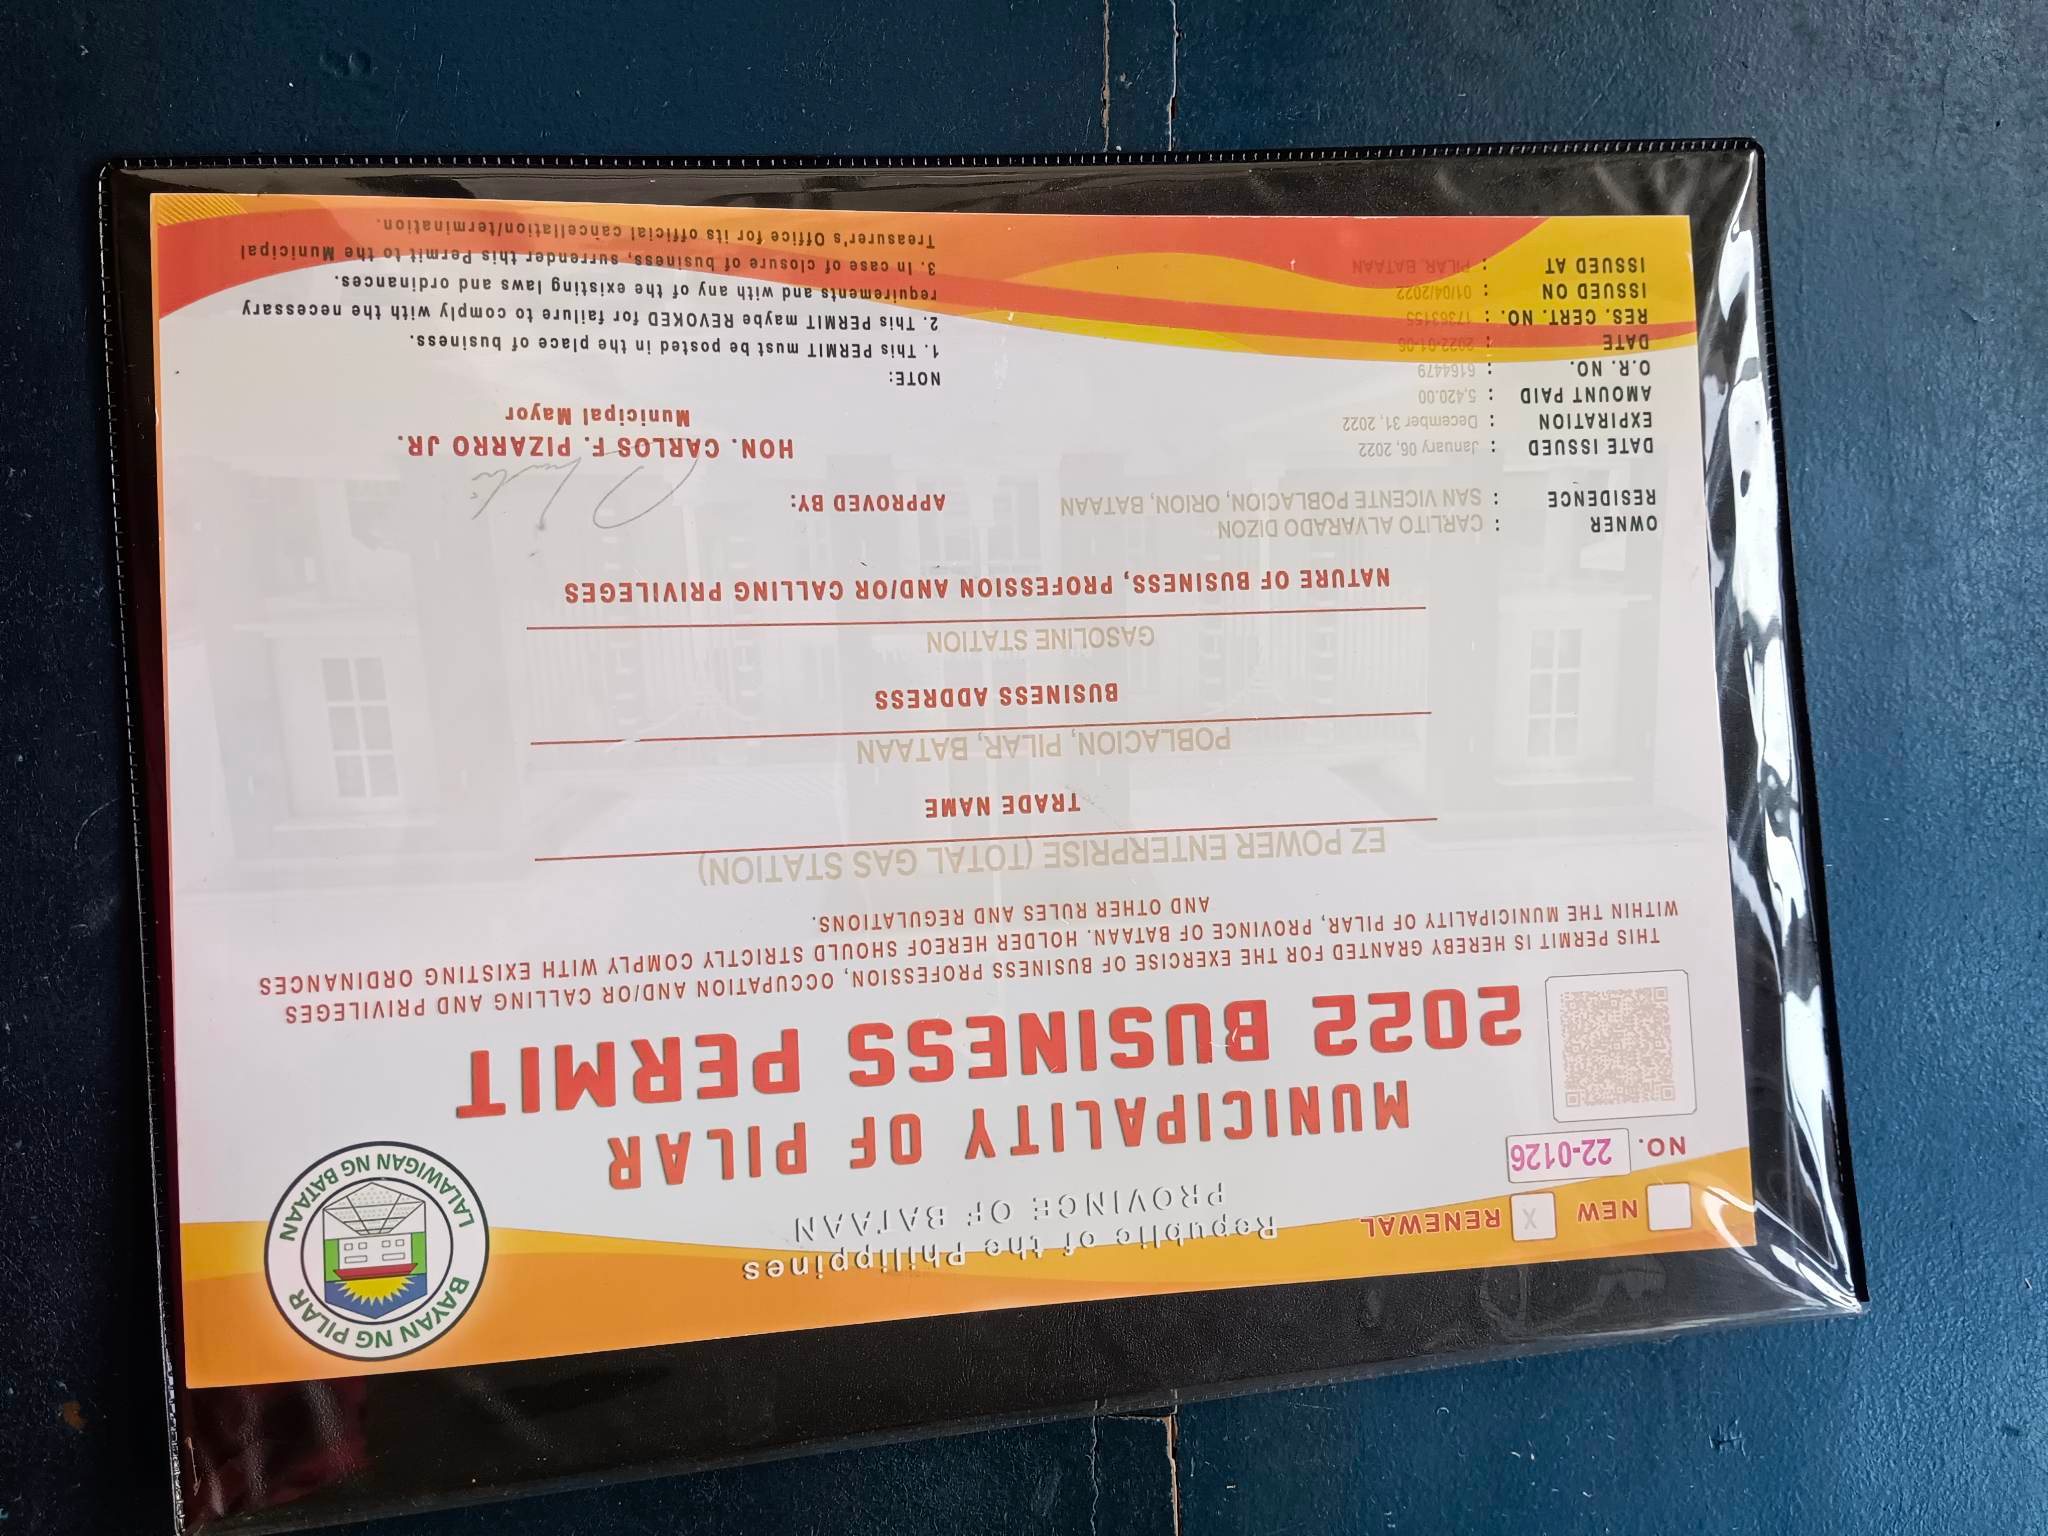 NEW
X RENEWAL
NO. 22-0126
Republic of the Philippines
PROVINCE OF BATAAN
MUNICIPALITY OF PILAR
2022 BUSINESS PERMIT
BAYAN NG PILAR
LALAWIGAN NG BATAAN
THIS PERMIT IS HEREBY GRANTED FOR THE EXERCISE OF BUSINESS PROFESSION, OCCUPATION AND/OR CALLING AND PRIVILEGES
WITHIN THE MUNICIPALITY OF PILAR, PROVINCE OF BATAAN. HOLDER HEREOF SHOULD STRICTLY COMPLY WITH EXISTING ORDINANCES
AND OTHER RULES AND REGULATIONS.
EZ POWER ENTERPRISE (TOTAL GAS STATION)
TRADE NAME
POBLACION, PILAR, BATAAN
BUSINESS ADDRESS
GASOLINE STATION
NATURE OF BUSINESS, PROFESSION AND/OR CALLING PRIVILEGES
OWNER : CARLITO ALVARADO DIZON
RESIDENCE : SAN VICENTE POBLACION, ORION, BATAAN
DATE ISSUED : January 06, 2022
EXPIRATION : December 31, 2022
AMOUNT PAID : 5,420.00
O.R. NO. : 6164479
DATE : 2022-01-06
RES. CERT. NO. : 17363155
ISSUED ON : 01/04/2022
ISSUED AT : PILAR, BATAAN
APPROVED BY:
HON. CARLOS F. PIZARRO JR.
Municipal Mayor
NOTE:
1. This PERMIT must be posted in the place of business.
2. This PERMIT maybe REVOKED for failure to comply with the necessary
requirements and with any of the existing laws and ordinances.
3. In case of closure of business, surrender this Permit to the Municipal
Treasurer's Office for its official cancellation/termination.